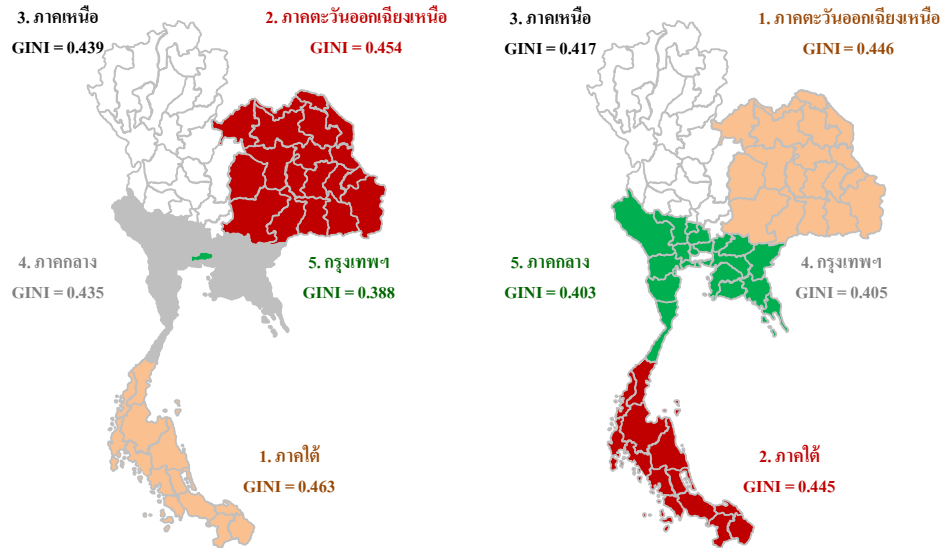 3. ภาคเหนือ
GINI = 0.439
2. ภาคตะวันออกเฉียงเหนือ
GINI = 0.454
4. ภาคกลาง
GINI = 0.435
5. กรุงเทพฯ
GINI = 0.388
1. ภาคใต้
GINI = 0.463
3. ภาคเหนือ
GINI = 0.417
1. ภาคตะวันออกเฉียงเหนือ
GINI = 0.446
5. ภาคกลาง
GINI = 0.403
4. กรุงเทพฯ
GINI = 0.405
2. ภาคใต้
GINI = 0.445